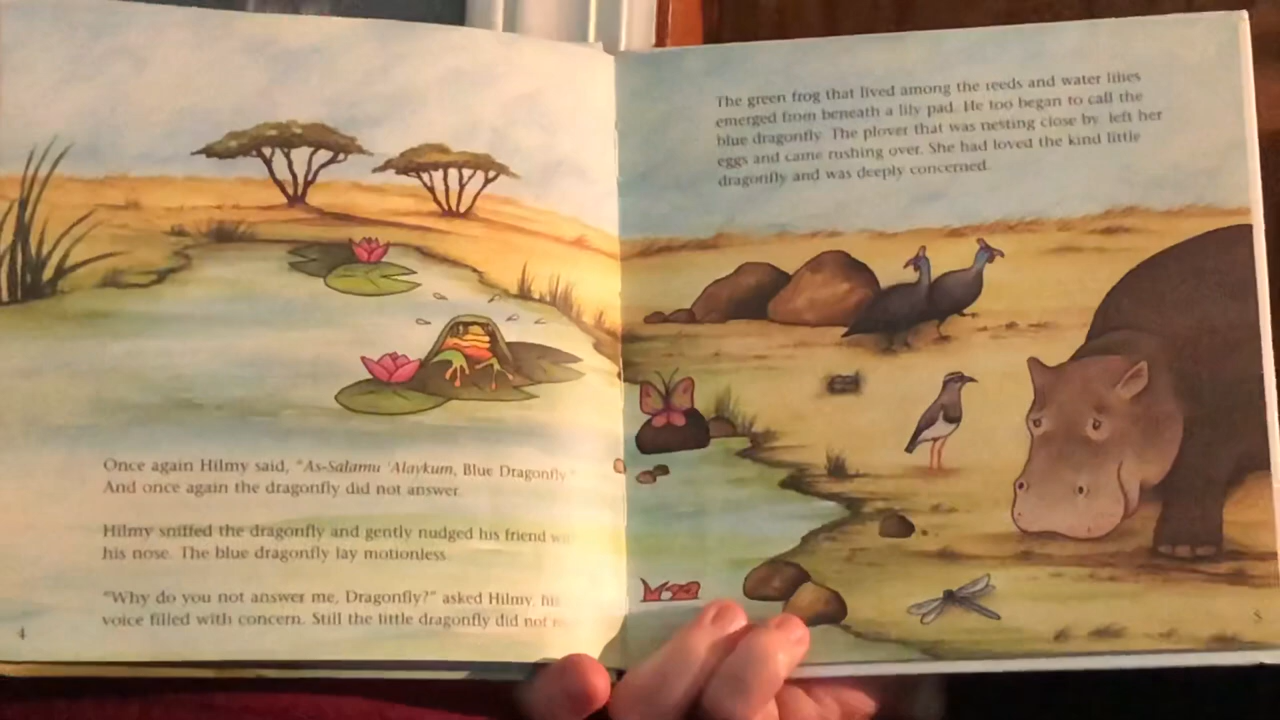 Once again Hilmy said, "As-Salamu 'Alaykum, Blue Dragonfly."
And once again the dragonfly did not answer.
Hilmy sniffed the dragonfly and gently nudged his friend
his nose. The blue dragonfly lay motionless.
"Why do you not answer me, Dragonfly?" asked Hilmy, his
voice filled with concern. Still the little dragonfly did not
4
The green frog that lived among the reeds and water lilies
emerged from beneath a lily pad. He too began to call the
blue dragonfly. The plover that was nesting close by left her
eggs and came rushing over. She had loved the kind little
dragonfly and was deeply concerned.
5